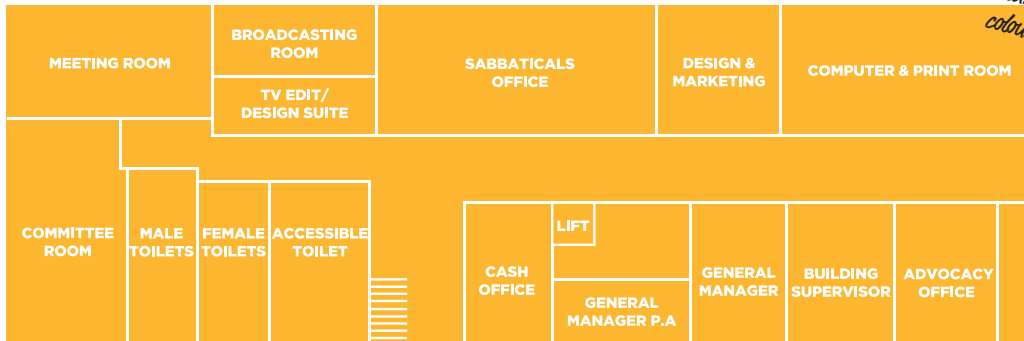 MEETING ROOM
BROADCASTING
ROOM
TV EDIT/
DESIGN SUITE
SABBATICALS
OFFICE
DESIGN &
MARKETING
COMPUTER & PRINT ROOM
COMMITTEE
ROOM
MALE
TOILETS
FEMALE
TOILETS
ACCESSIBLE
TOILET
CASH
OFFICE
LIFT
GENERAL
MANAGER P.A
GENERAL
MANAGER
BUILDING
SUPERVISOR
ADVOCACY
OFFICE